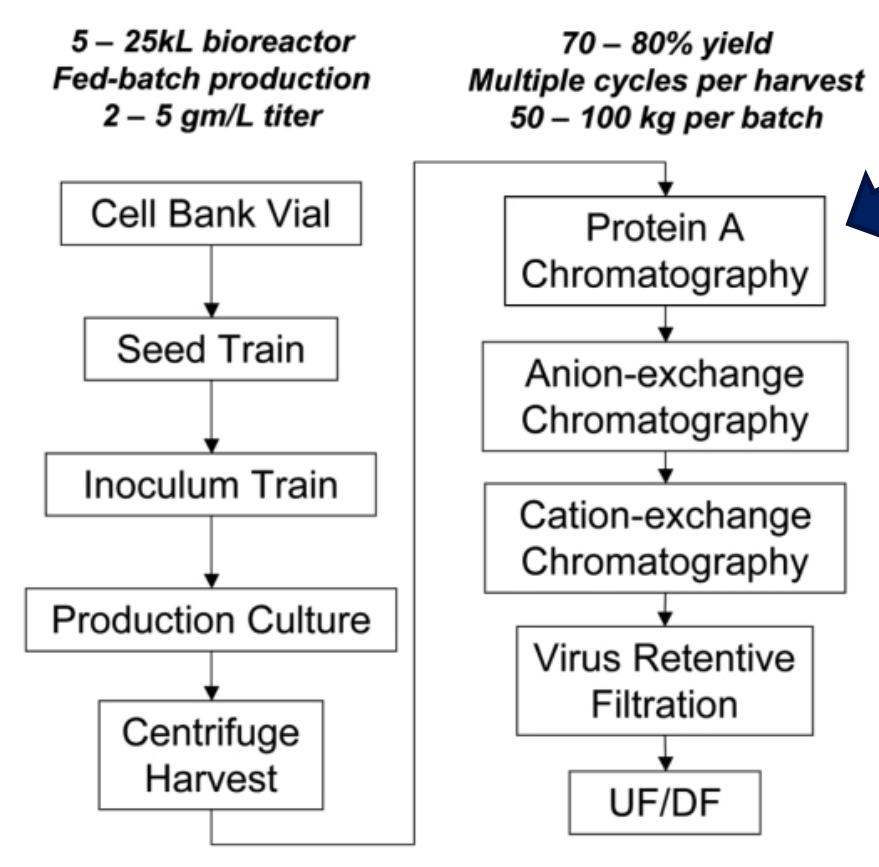 5 – 25kL bioreactor
Fed-batch production
2 – 5 gm/L titer
Cell Bank Vial
Seed Train
Inoculum Train
Production Culture
Centrifuge
Harvest
70 – 80% yield
Multiple cycles per harvest
50 – 100 kg per batch
Protein A
Chromatography
Anion-exchange
Chromatography
Cation-exchange
Chromatography
Virus Retentive
Filtration
UF/DF